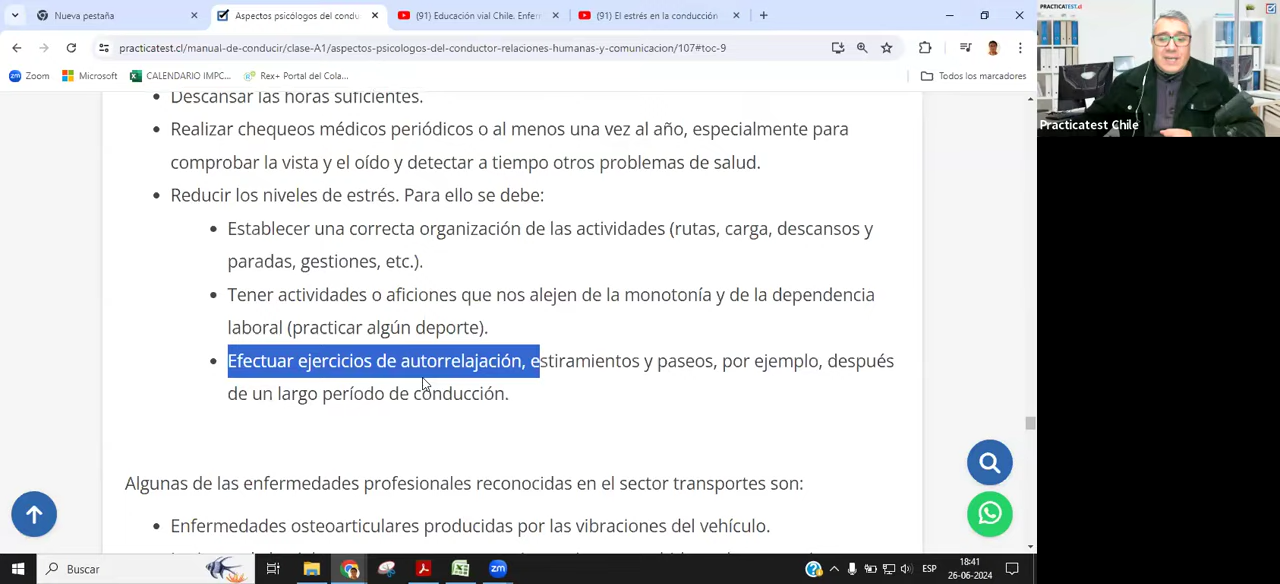 Nueva pestaña
Aspectos psicológicos del cond
(91) Educación vial Chile
(91) El estrés en la conducción
practicatest.cl/manual-de-conducir/clase-A1/aspectos-psicologos-del-conductor-relaciones-humanas-y-comunicacion/107#toc-9
Zoom
Microsoft
CALENDARIO IMPC...
Rex+ Portal de Cola...
Todos los marcadores
PRACTICATEST.cl
Practicatest Chile
Descansar las horas suficientes.
Realizar chequeos médicos periódicos o al menos una vez al año, especialmente para
comprobar la vista y el oído y detectar a tiempo otros problemas de salud.
Reducir los niveles de estrés. Para ello se debe:
Establecer una correcta organización de las actividades (rutas, carga, descansos y
paradas, gestiones, etc.)
Tener actividades o aficiones que nos alejen de la monotonía y de la dependencia
laboral (practicar algún deporte).
Efectuar ejercicios de autorrelajación, estiramientos y paseos, por ejemplo, después
de un largo período de conducción.
Algunas de las enfermedades profesionales reconocidas en el sector transportes son:
Enfermedades oseoarticulares producidas por las vibraciones del vehículo.
Buscar
ESP
18:41
26-06-2024